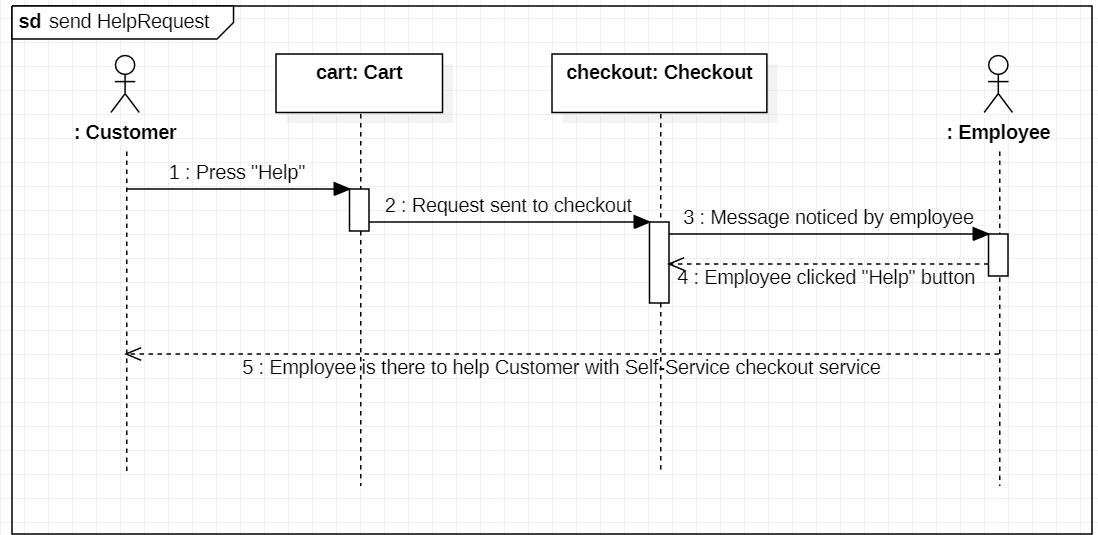 sd send HelpRequest
cart: Cart
checkout: Checkout
: Customer
: Employee
1 : Press "Help"
2 : Request sent to checkout
3 : Message noticed by employee
4 : Employee clicked "Help" button
5 : Employee is there to help Customer with Self-Service checkout service